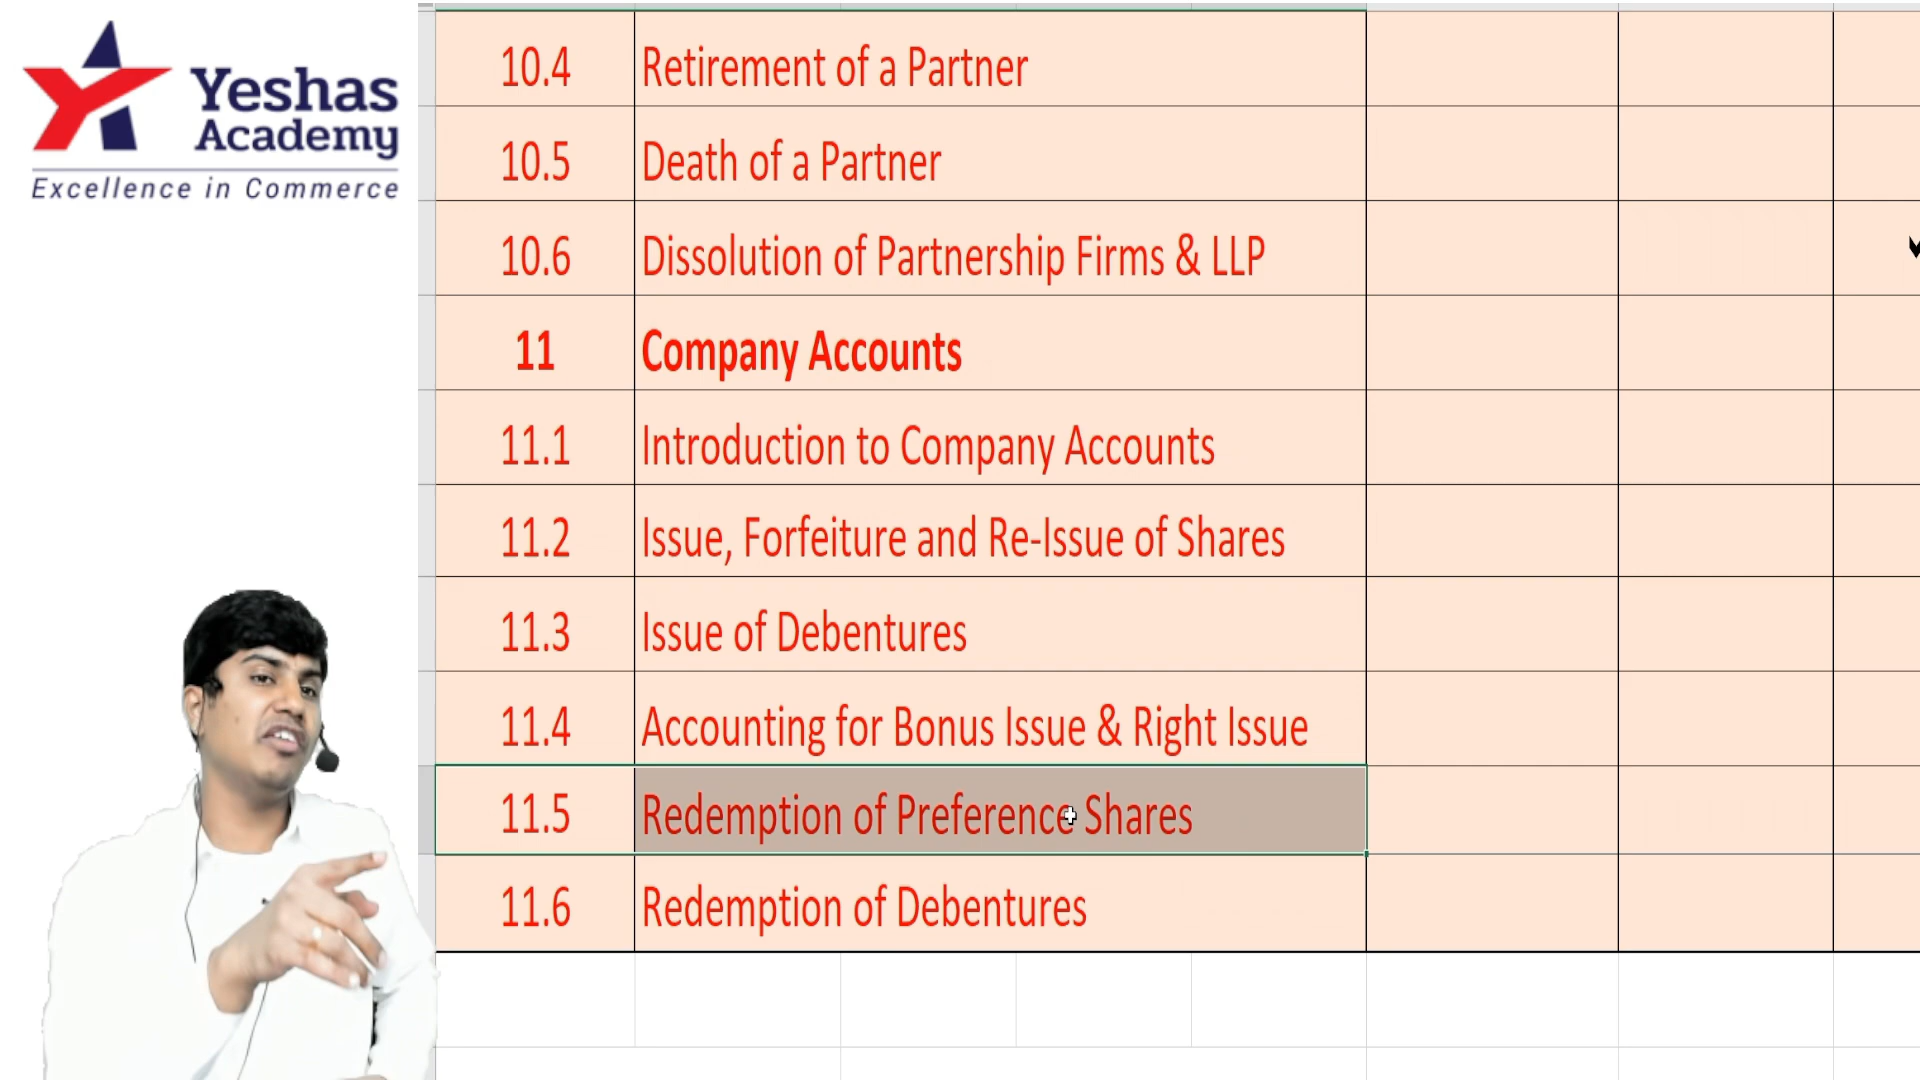 Yeshas
Academy
Excellence in Commerce
10.4 Retirement of a Partner
10.5 Death of a Partner
10.6 Dissolution of Partnership Firms & LLP
11 Company Accounts
11.1 Introduction to Company Accounts
11.2 Issue, Forfeiture and Re-Issue of Shares
11.3 Issue of Debentures
11.4 Accounting for Bonus Issue & Right Issue
11.5 Redemption of Preference Shares
11.6 Redemption of Debentures